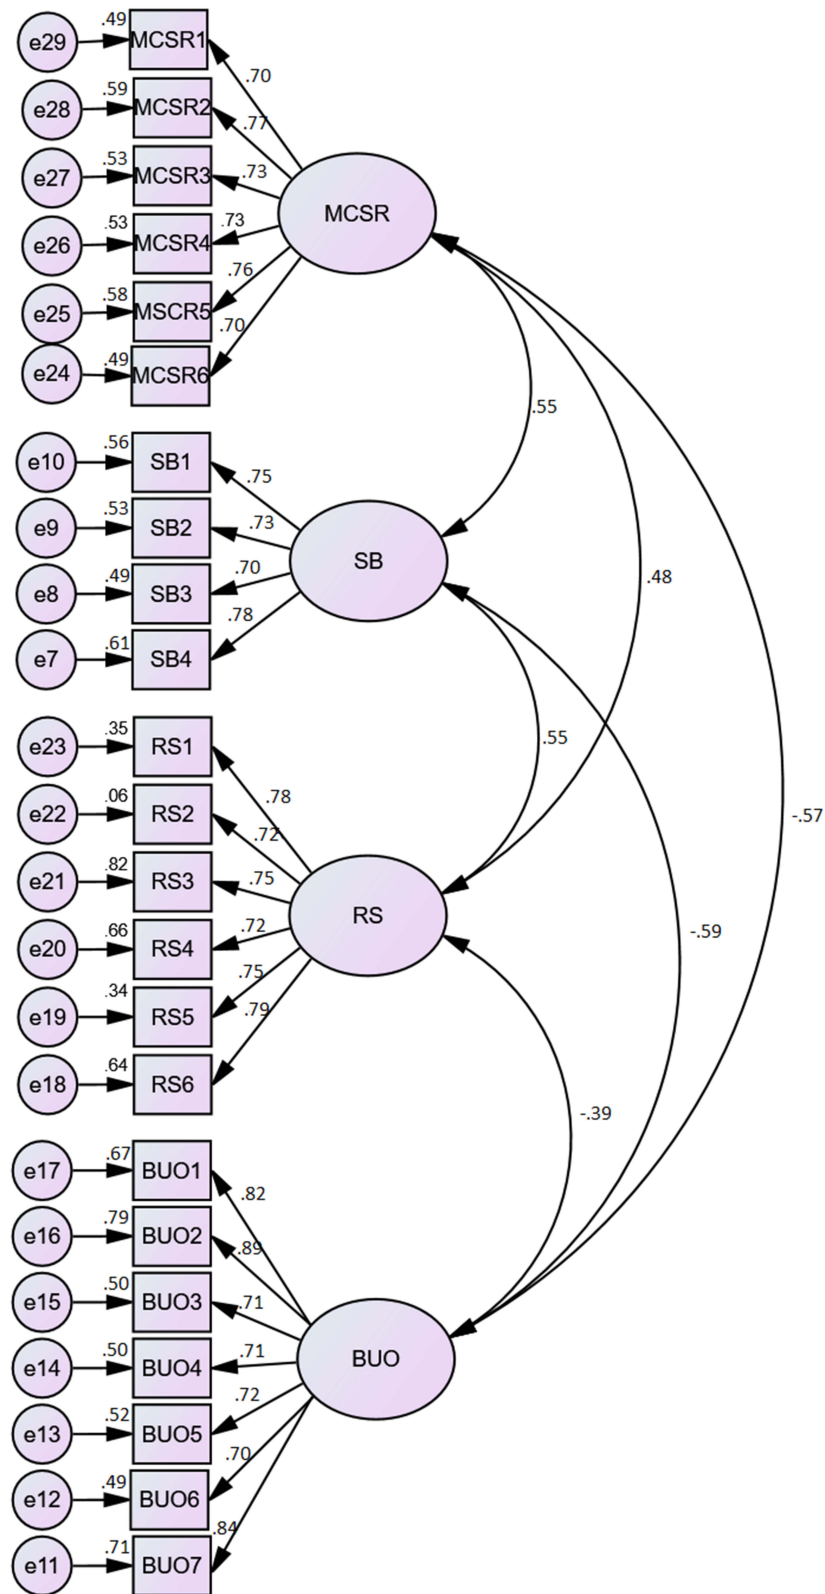 .49
e29 MCSR1
.70
.59
e28 MCSR2
.77
.53
e27 MCSR3
.73
MCSR
.53
e26 MCSR4
.73
.58
e25 MSCR5
.76
.49
e24 MCSR6
.70
.55
.56
e10 SB1
.75
.53
e9 SB2
.73
SB
.49
e8 SB3
.70
.48
.61
e7 SB4
.78
.35
e23 RS1
.55
.78
-.57
.06
e22 RS2
.72
.82
e21 RS3
.75
RS
.66
e20 RS4
.72
-.59
.34
e19 RS5
.75
.64
e18 RS6
.79
-.39
.67
e17 BUO1
.82
.79
e16 BUO2
.89
.50
e15 BUO3
.71
.50
e14 BUO4
.71
BUO
.52
e13 BUO5
.72
.49
e12 BUO6
.70
.71
e11 BUO7
.84